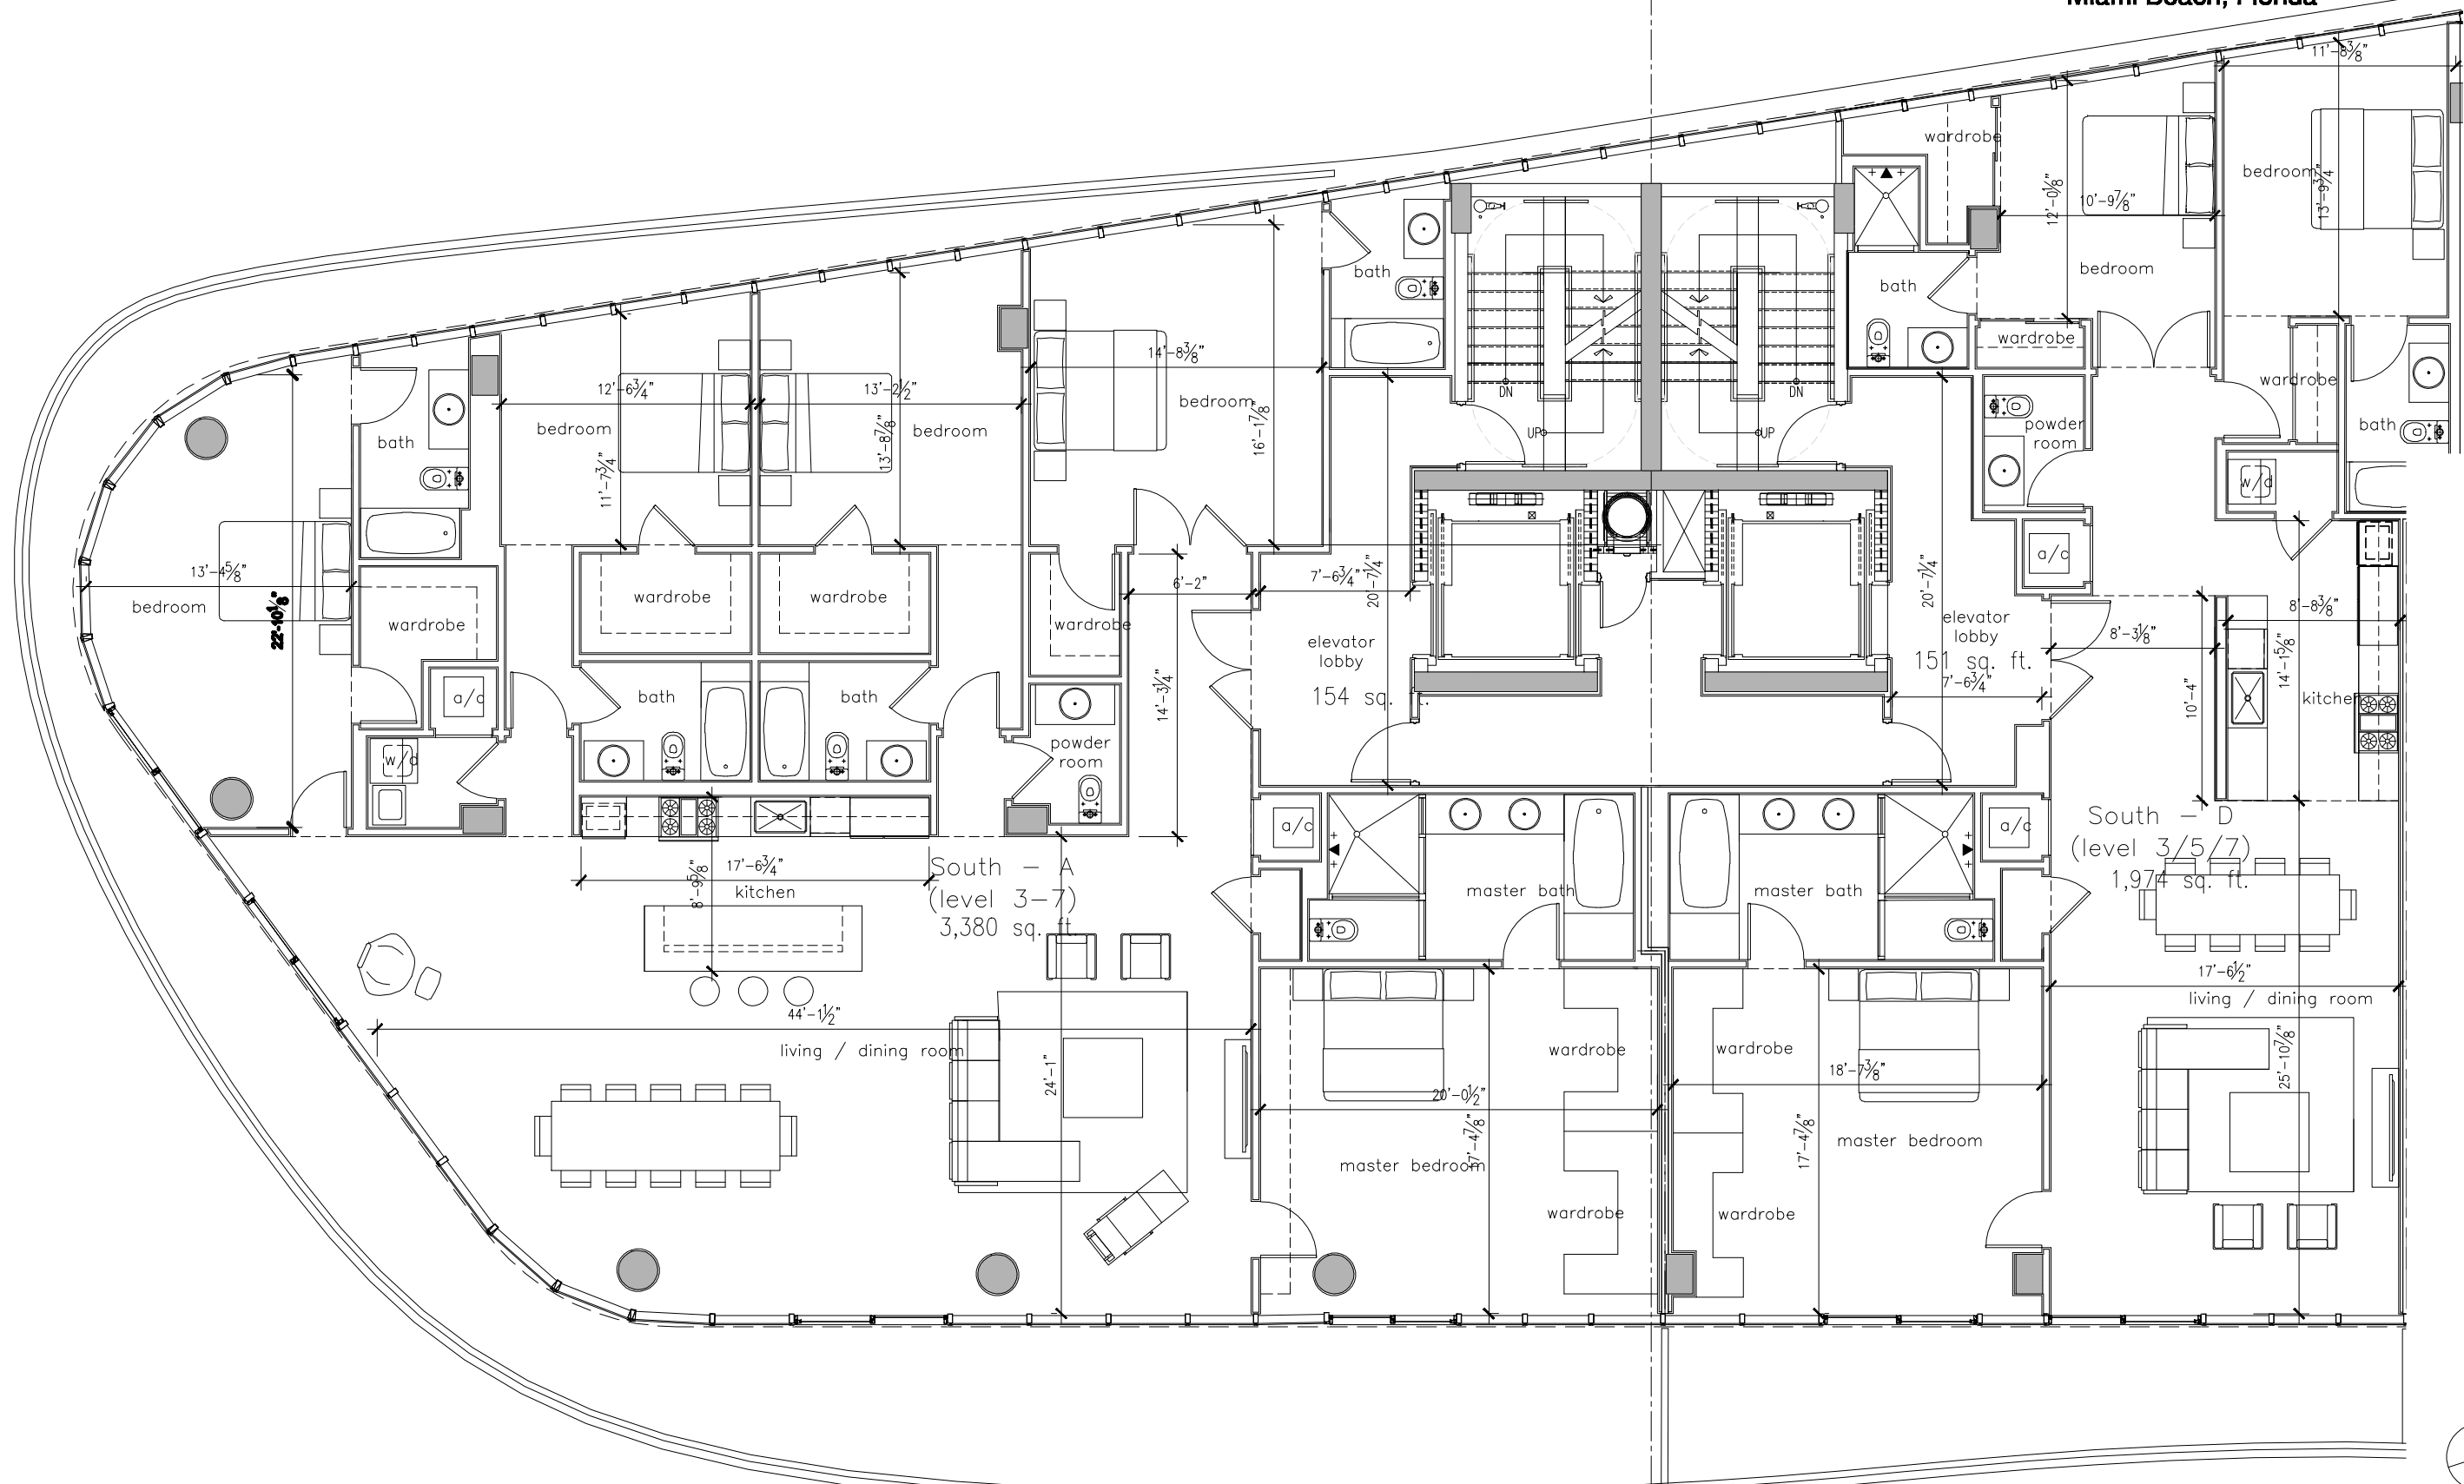 Miami Beach, Florida
11'-8⅜"
wardrobe
bedroom
13'-9¾"
12'-0⅛"
10'-9⅞"
bedroom
bath
bath
wardrobe
wardrobe
14'-8⅜"
bedroom
16'-1⅞"
12'-6¾"
13'-2½"
bedroom
bedroom
11'-7¾"
13'-8⅞"
bath
DN
DN
UP
UP
powder
room
bath
w/d
a/c
13'-4⅝"
bedroom
22'-10⅛"
wardrobe
wardrobe
wardrobe
wardrobe
6'-2"
7'-6¾"
20'-7¼"
20'-7¼"
elevator
lobby
154 sq. ft.
elevator
lobby
151 sq. ft.
7'-6¾"
8'-3⅛"
8'-8⅜"
10'-4"
14'-1⅝"
kitchen
a/c
bath
bath
14'-3¼"
w/d
powder
room
South - A
(level 3-7)
3,380 sq. ft.
17'-6¾"
8'-9⅝"
kitchen
a/c
a/c
master bath
master bath
South - D
(level 3/5/7)
1,974 sq. ft.
17'-6½"
living / dining room
44'-1½"
living / dining room
24'-1"
wardrobe
wardrobe
18'-7⅜"
20'-0½"
17'-4⅞"
17'-4⅞"
25'-10⅞"
master bedroom
master bedroom
wardrobe
wardrobe